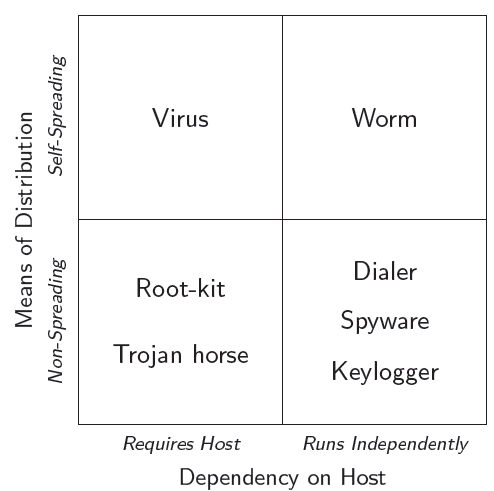 Means of Distribution
Self-Spreading
Virus
Worm
Non-Spreading
Root-kit
Trojan horse
Dialer
Spyware
Keylogger
Requires Host
Runs Independently
Dependency on Host